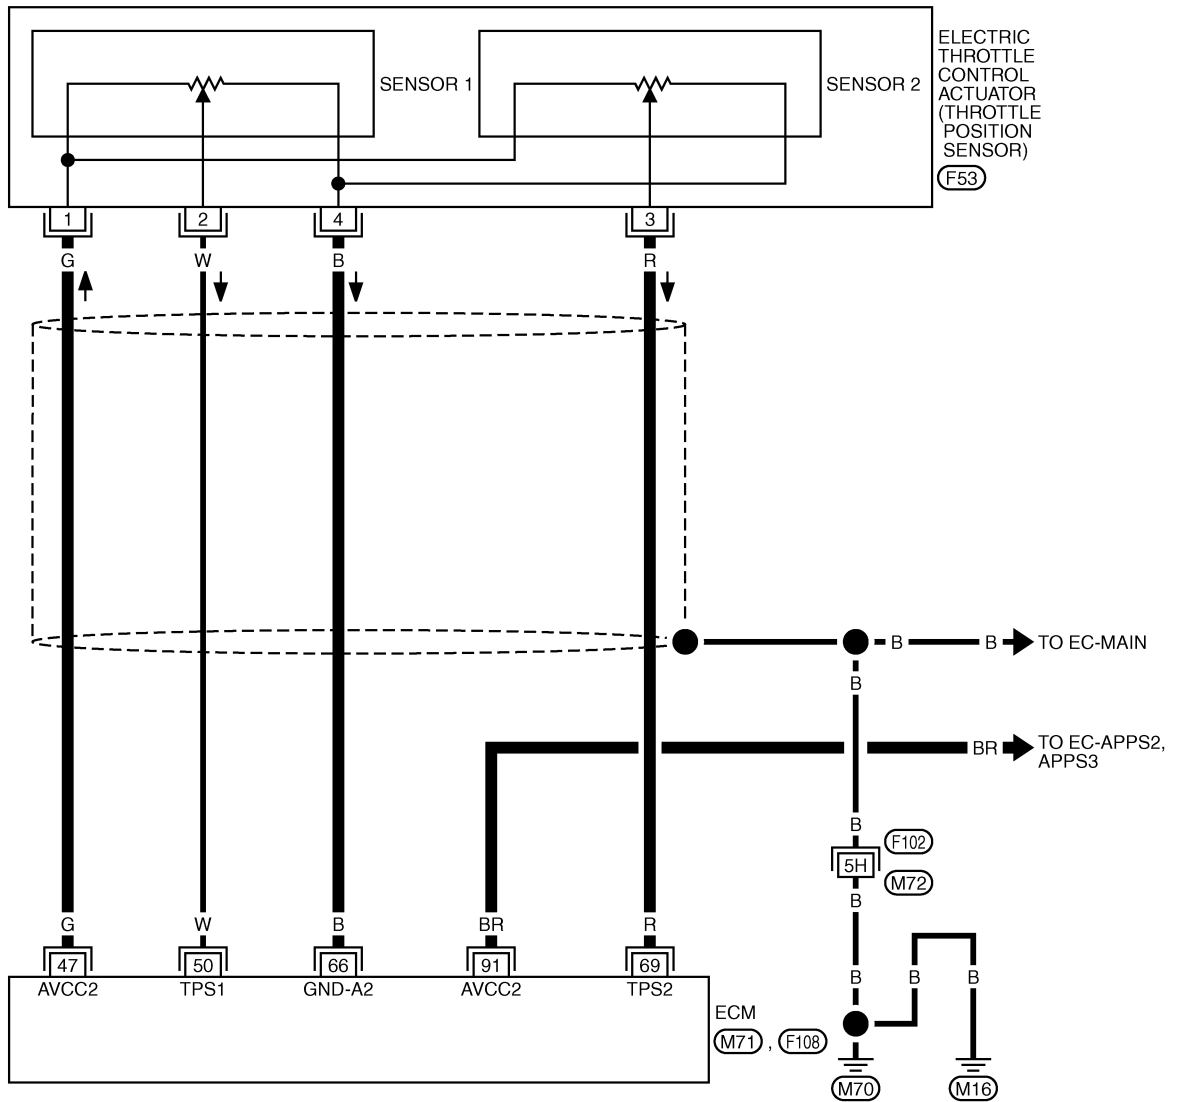 SENSOR 1
SENSOR 2
ELECTRIC
THROTTLE
CONTROL
ACTUATOR
(THROTTLE
POSITION
SENSOR)
F53
1
2
4
3
G
W
B
R
B
B
TO EC-MAIN
B
BR
TO EC-APPS2,
APPS3
B
F102
5H
M72
B
G
W
B
BR
R
47
50
66
91
69
AVCC2
TPS1
GND-A2
AVCC2
TPS2
B
B
B
ECM
M71 , F108
M70
M16